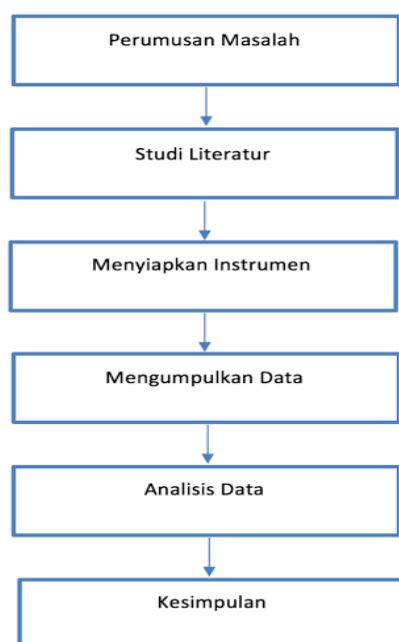 Perumusan Masalah
Studi Literatur
Menyiapkan Instrumen
Mengumpulkan Data
Analisis Data
Kesimpulan